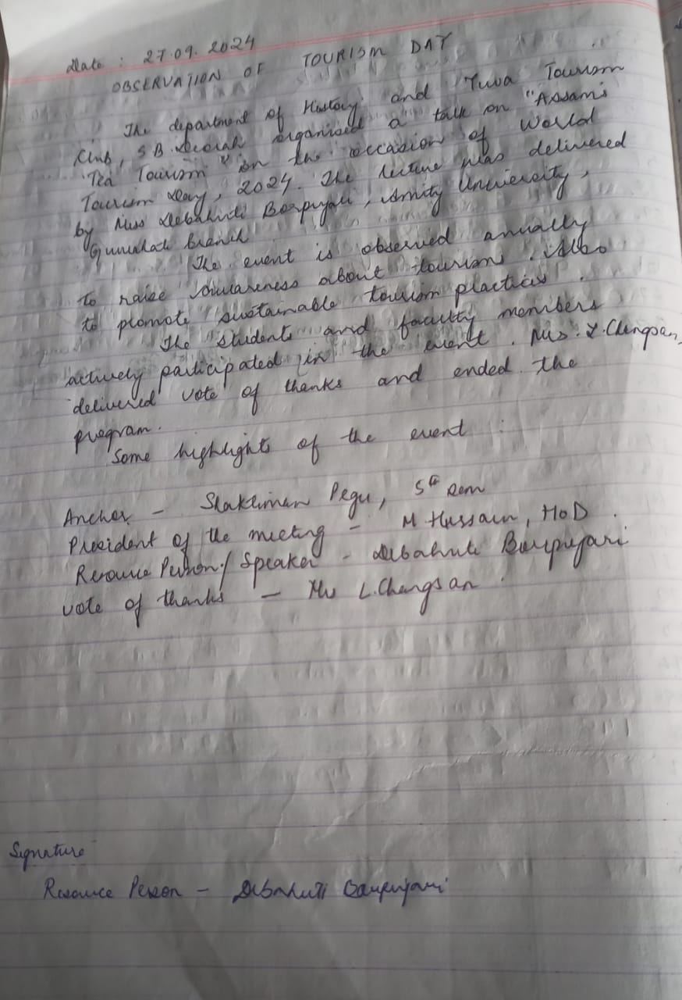 Date : 27.09.2024
OBSERVATION OF TOURISM DAY
The department of History and Yuva Tourism
Club, S B Deorah organised a talk on "Assam's
Tea Tourism" on the occasion of World
Tourism Day, 2024. The lecture was delivered
by Miss Debahuti Borpujari, Amity University,
Guwahati branch
The event is observed annually
to raise awareness about tourism. Also
to promote sustainable tourism practices.
The students and faculty members
actively participated in the event. Mrs. L. Changsan
delivered vote of thanks and ended the
program.
Some highlights of the event :
Anchor - Shaktiman Pegu, 5th Sem
President of the meeting - M Hussain, HoD.
Resource Person / Speaker - Debahuti Borpujari
vote of thanks - Mrs L. Changsan.
Signature
Resource Person - Debahuti Borpujari